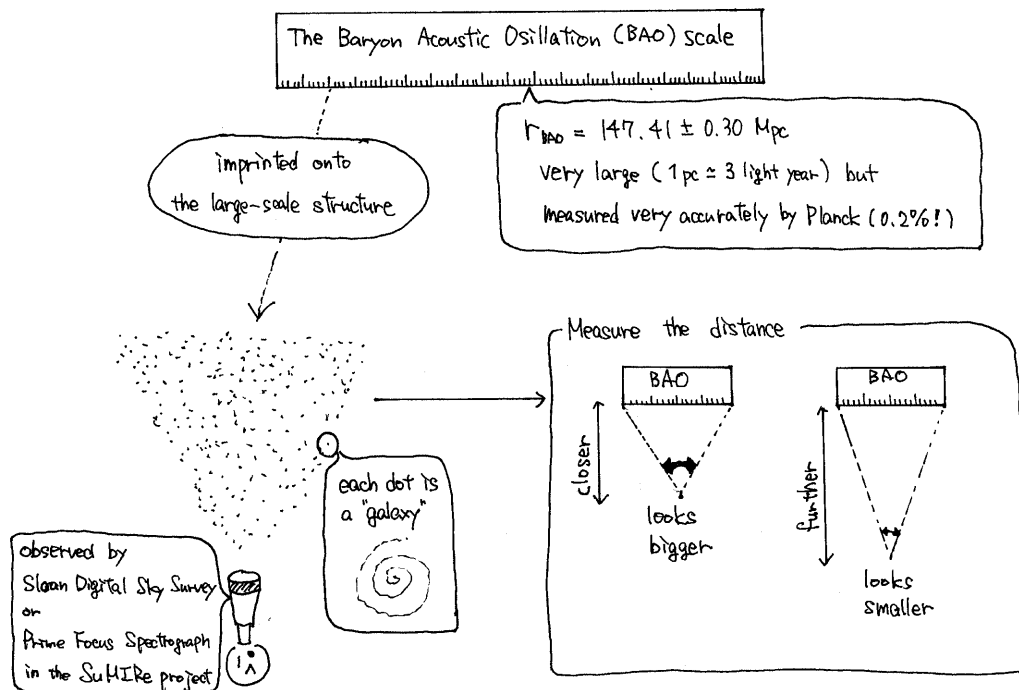 The Baryon Acoustic Osillation (BAO) scale
r_BAO = 147.41 ± 0.30 Mpc
very large (1pc ≃ 3 light year) but
measured very accurately by Planck (0.2%!)
imprinted onto
the large-scale structure
each dot is
a "galaxy"
observed by
Sloan Digital Sky Survey
or
Prime Focus Spectrograph
in the SuMIRe project
Measure the distance
BAO
closer
looks
bigger
BAO
further
looks
smaller